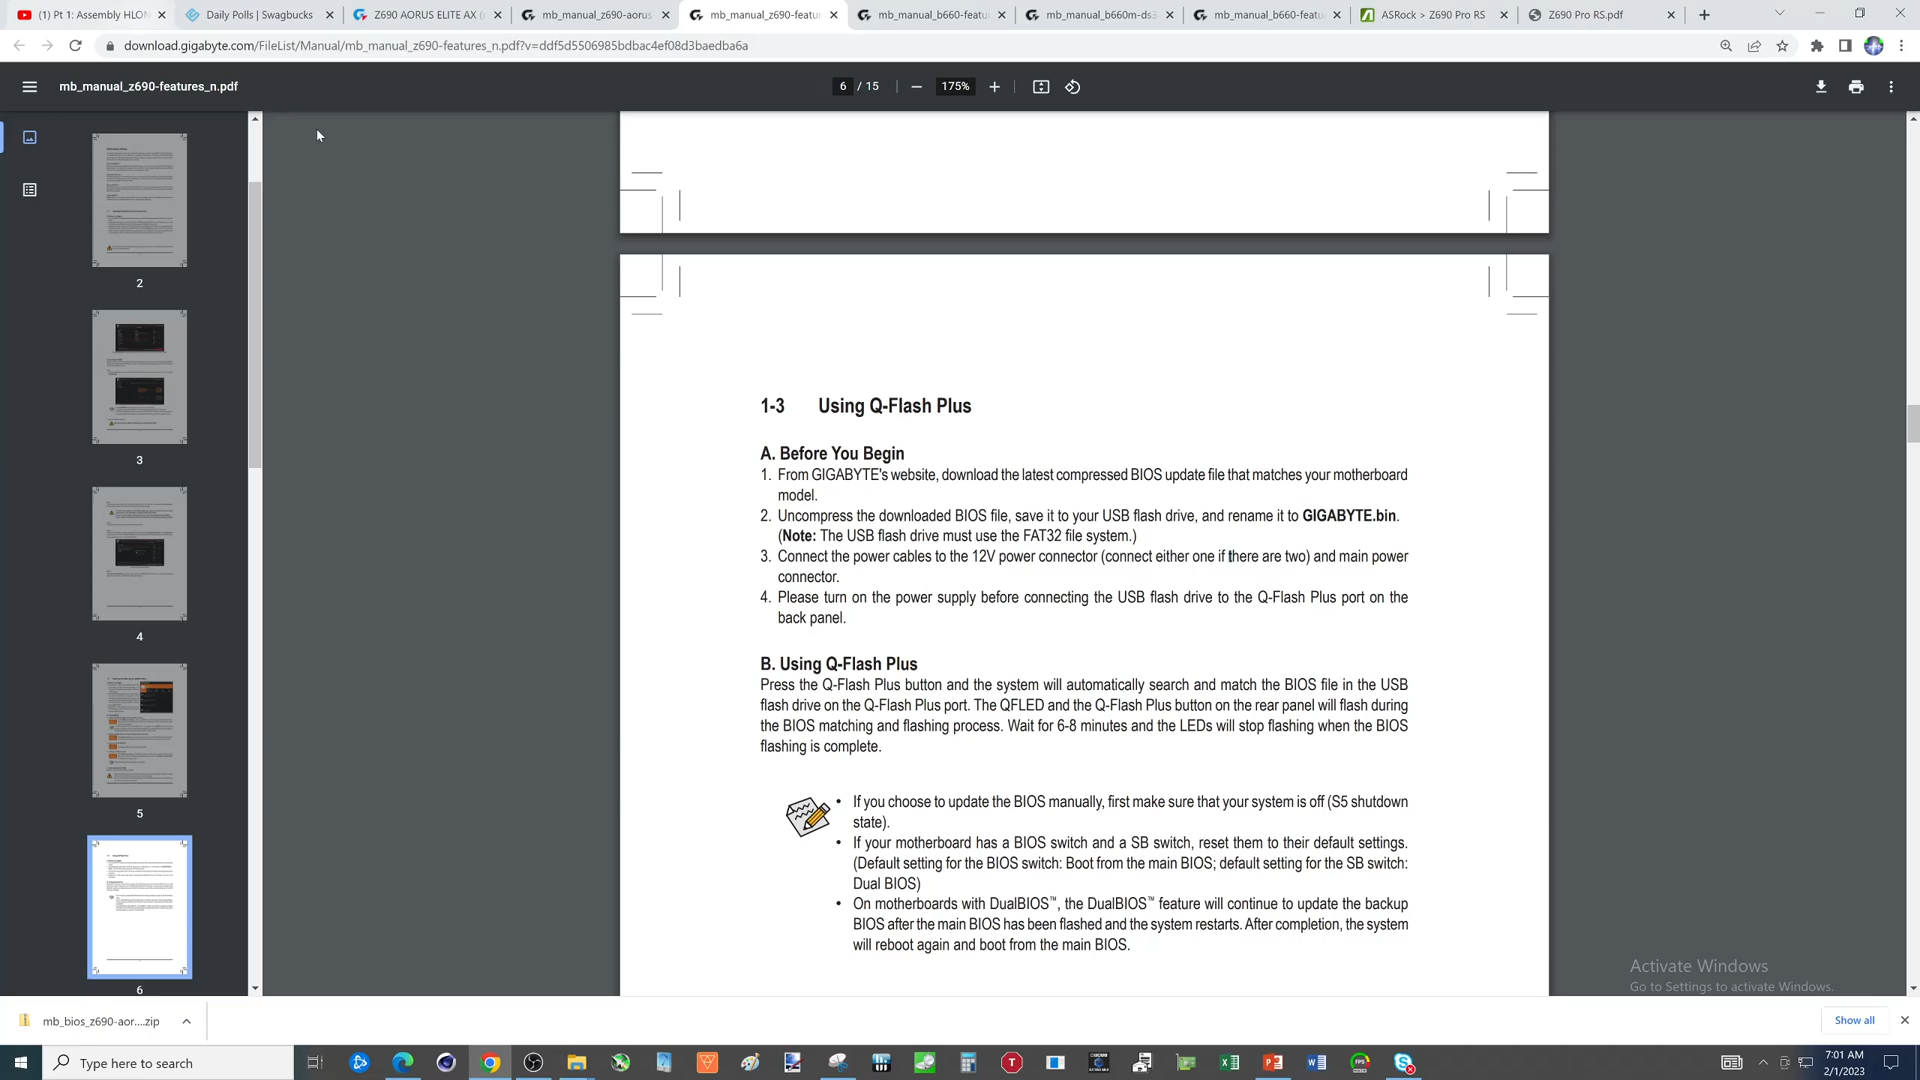 (1) Pt 1: Assembly HLON
Daily Polls | Swagbucks
Z690 AORUS ELITE AX (
mb_manual_z690-aorus
mb_manual_z690-featur
mb_manual_b660-featur
mb_manual_b660m-ds3
mb_manual_b660-featu
ASRock > Z690 Pro RS
Z690 Pro RS.pdf
download.gigabyte.com/FileList/Manual/mb_manual_z690-features_n.pdf?v=ddf5d5506985bdbac4ef08d3baedba6a
mb_manual_z690-features_n.pdf
6 / 15
175%
2
3
4
5
6
1-3 Using Q-Flash Plus
A. Before You Begin
1. From GIGABYTE's website, download the latest compressed BIOS update file that matches your motherboard
model.
2. Uncompress the downloaded BIOS file, save it to your USB flash drive, and rename it to GIGABYTE.bin.
(Note: The USB flash drive must use the FAT32 file system.)
3. Connect the power cables to the 12V power connector (connect either one if there are two) and main power
connector.
4. Please turn on the power supply before connecting the USB flash drive to the Q-Flash Plus port on the
back panel.
B. Using Q-Flash Plus
Press the Q-Flash Plus button and the system will automatically search and match the BIOS file in the USB
flash drive on the Q-Flash Plus port. The QFLED and the Q-Flash Plus button on the rear panel will flash during
the BIOS matching and flashing process. Wait for 6-8 minutes and the LEDs will stop flashing when the BIOS
flashing is complete.
• If you choose to update the BIOS manually, first make sure that your system is off (S5 shutdown
state).
• If your motherboard has a BIOS switch and a SB switch, reset them to their default settings.
(Default setting for the BIOS switch: Boot from the main BIOS; default setting for the SB switch:
Dual BIOS)
• On motherboards with DualBIOS™, the DualBIOS™ feature will continue to update the backup
BIOS after the main BIOS has been flashed and the system restarts. After completion, the system
will reboot again and boot from the main BIOS.
Activate Windows
Go to Settings to activate Windows.
mb_bios_z690-aor....zip
Show all
Type here to search
7:01 AM
2/1/2023